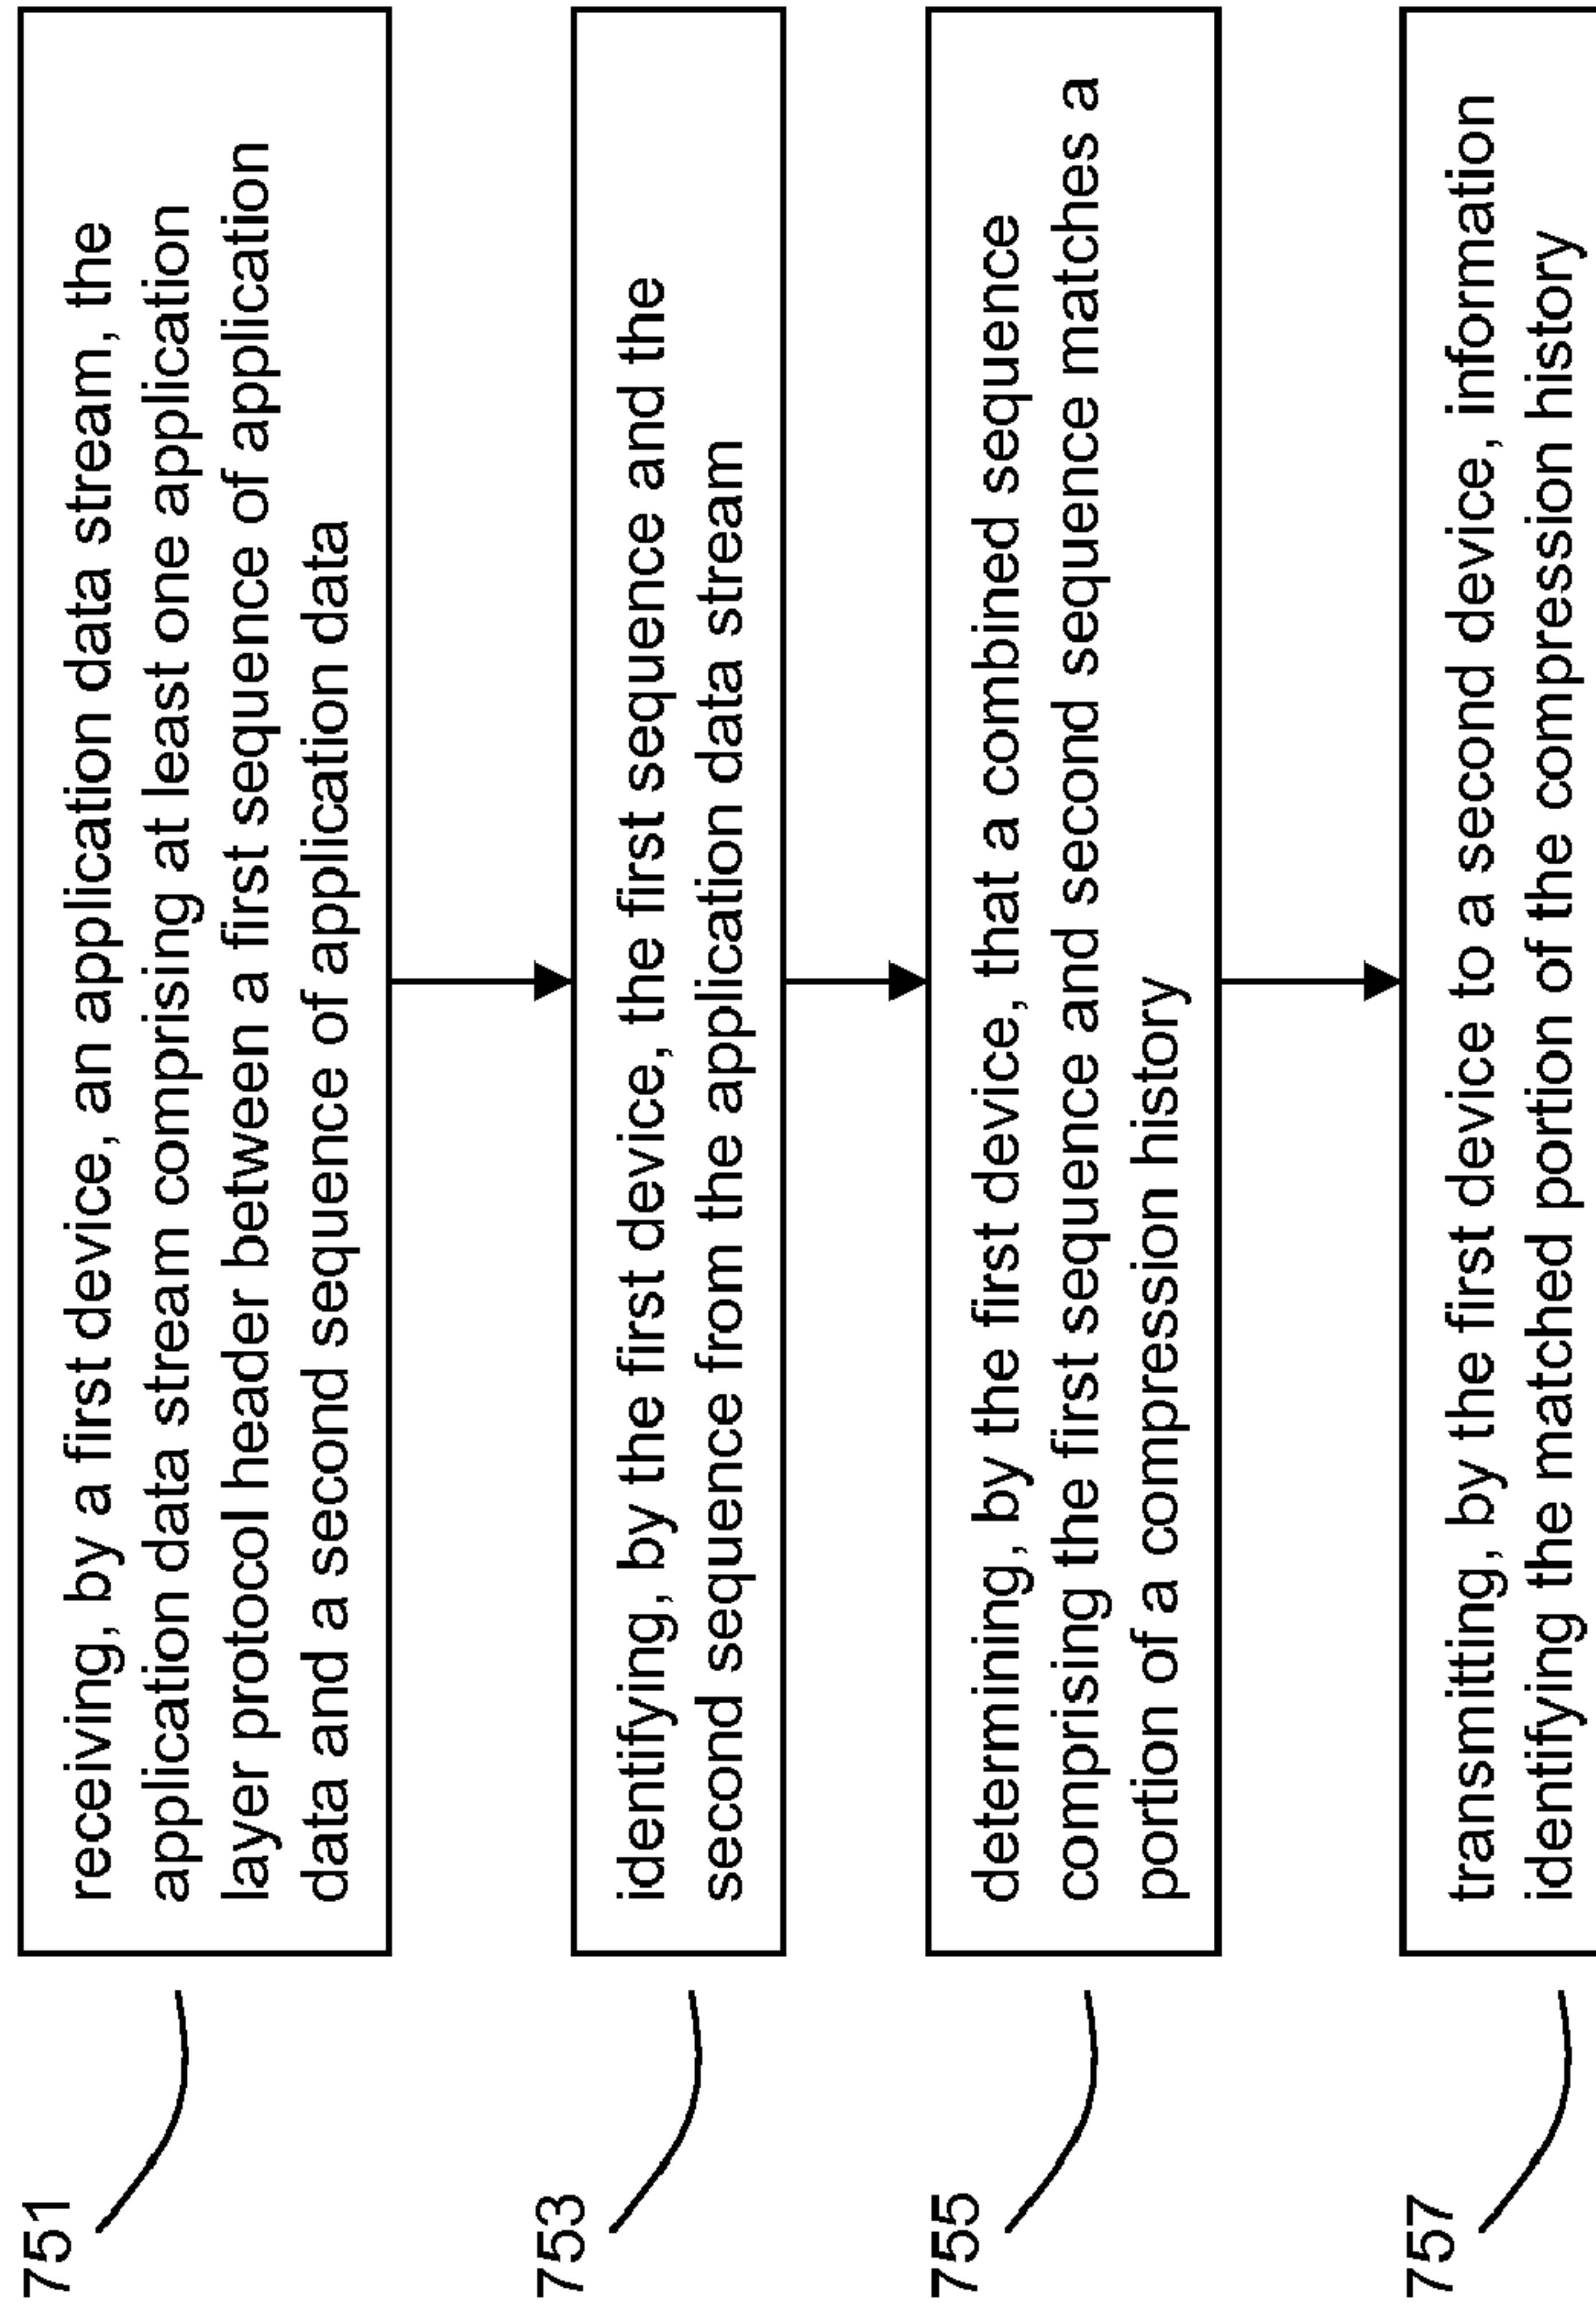 751
receiving, by a first device, an application data stream, the
application data stream comprising at least one application
layer protocol header between a first sequence of application
data and a second sequence of application data
753
identifying, by the first device, the first sequence and the
second sequence from the application data stream
755
determining, by the first device, that a combined sequence
comprising the first sequence and second sequence matches a
portion of a compression history
757
transmitting, by the first device to a second device, information
identifying the matched portion of the compression history